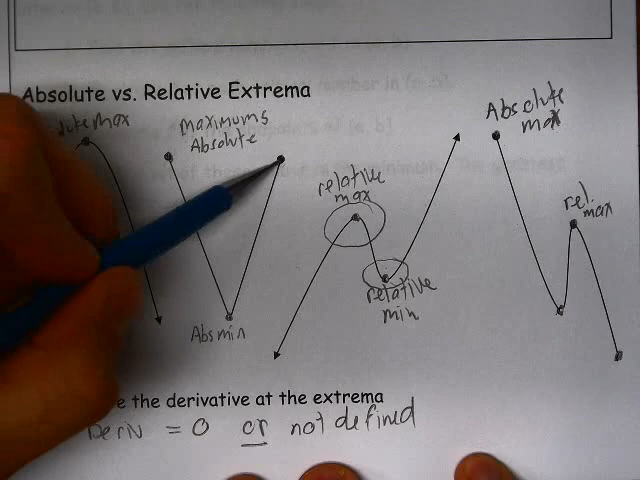 Absolute vs. Relative Extrema
max
maximums
Absolute
Absolute
max
relative
max
rel.
max
relative
min
Abs min
the derivative at the extrema
Deriv = 0 or not defined